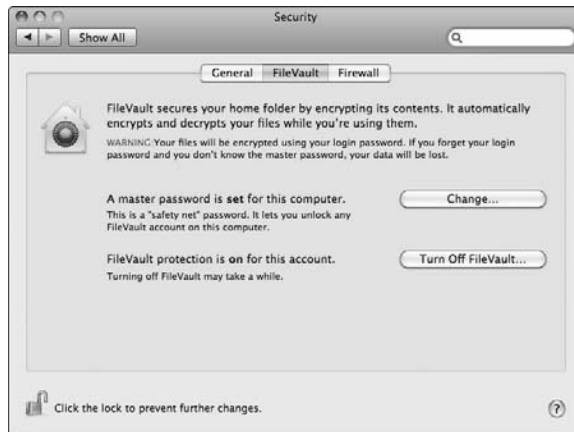 Security
Show All
General FileVault Firewall
FileVault secures your home folder by encrypting its contents. It automatically
encrypts and decrypts your files while you're using them.
WARNING Your files will be encrypted using your login password. If you forget your login
password and you don't know the master password, your data will be lost.
A master password is set for this computer.
Change...
This is a "safety net" password. It lets you unlock any
FileVault account on this computer.
FileVault protection is on for this account.
Turn Off FileVault...
Turning off FileVault may take a while.
Click the lock to prevent further changes.
?